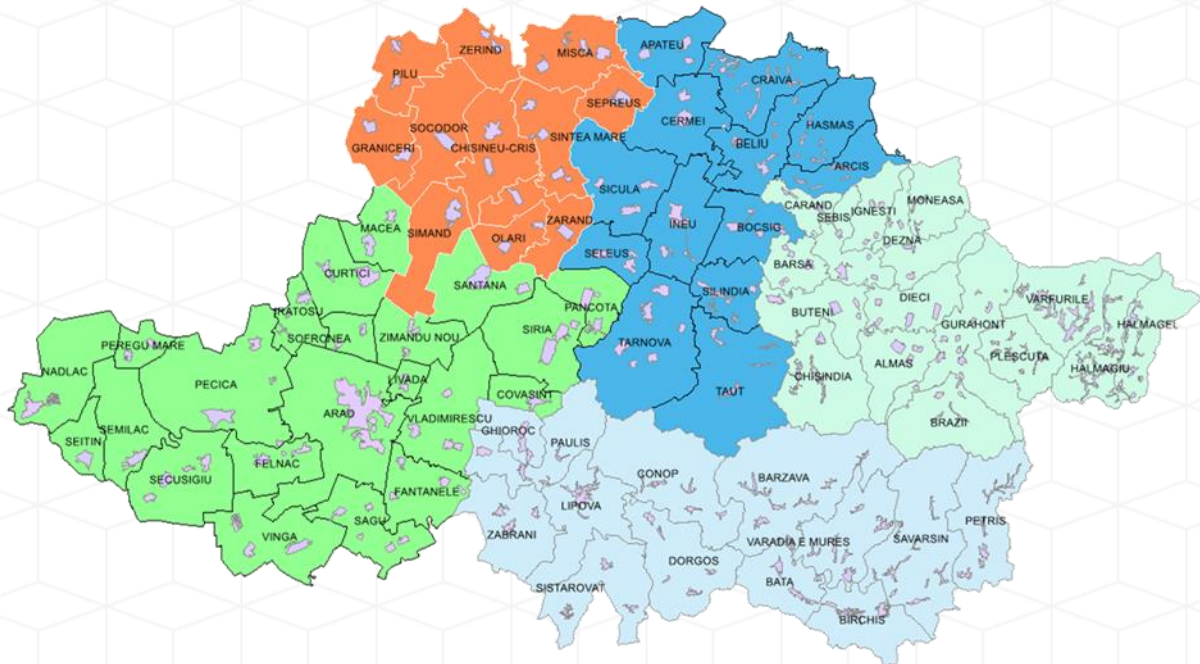 APATEU
ZERIND
MISCA
PILU
CRAIVA
SEPREUS
CERMEI
SOCODOR
SINTEA MARE
HASMAS
GRANICERI
CHISINEU-CRIS
BELIU
ARCIS
SICULA
CARAND
MONEASA
IGNESTI
SEBIS
ZARAND
INEU
BOCSIG
MACEA
SIMAND
OLARI
DEZNA
SELEUS
BARSA
CURTICI
SANTANA
SILINDIA
PANCOTA
DIECI
VARFURILE
IRATOSU
BUTENI
GURAHONT
HALMAGEL
SIRIA
SOFRONEA
ZIMANDU NOU
PEREGU MARE
TARNOVA
PLESCUTA
ALMAS
HALMAGIU
NADLAC
CHISINDIA
PECICA
LIVADA
TAUT
COVASINT
ARAD
VLADIMIRESCU
BRAZII
SEMILAC
GHIOROC
SEITIN
PAULIS
FELNAC
CONOP
BARZAVA
SECUSIGIU
FANTANELE
LIPOVA
SAGU
PETRIS
ZABRANI
VINGA
VARADIA E MURES
SAVARSIN
DORGOS
BATA
SISTAROVAT
BIRCHIS